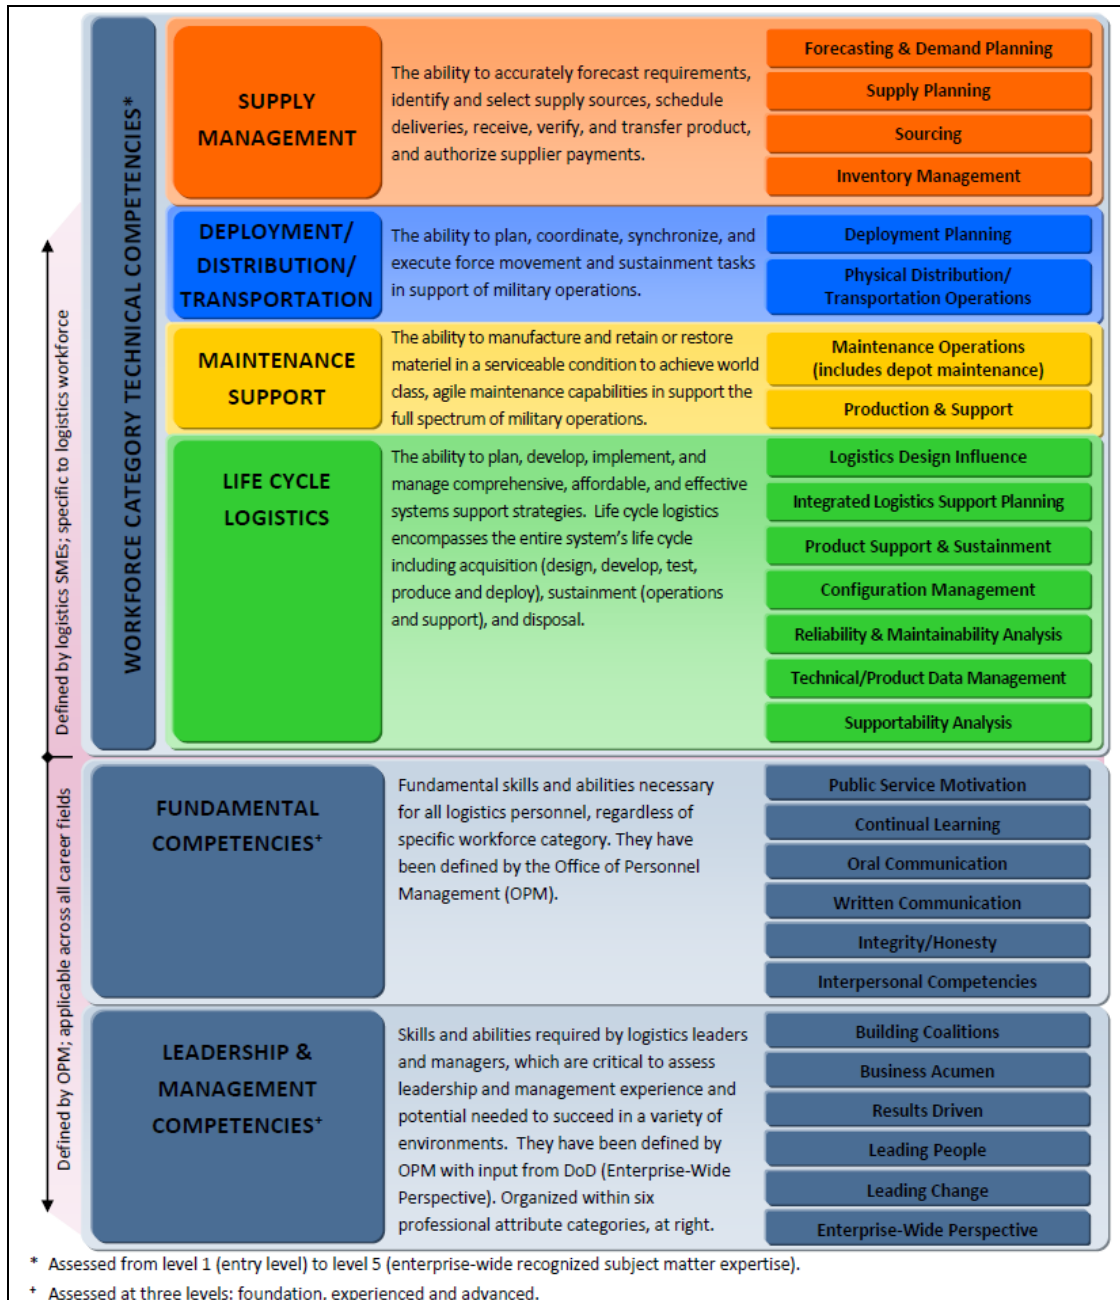 WORKFORCE CATEGORY TECHNICAL COMPETENCIES*
Defined by logistics SMEs; specific to logistics workforce
SUPPLY
MANAGEMENT
The ability to accurately forecast requirements,
identify and select supply sources, schedule
deliveries, receive, verify, and transfer product,
and authorize supplier payments.
Forecasting & Demand Planning
Supply Planning
Sourcing
Inventory Management
DEPLOYMENT/
DISTRIBUTION/
TRANSPORTATION
The ability to plan, coordinate, synchronize, and
execute force movement and sustainment tasks
in support of military operations.
Deployment Planning
Physical Distribution/
Transportation Operations
MAINTENANCE
SUPPORT
The ability to manufacture and retain or restore
materiel in a serviceable condition to achieve world
class, agile maintenance capabilities in support the
full spectrum of military operations.
Maintenance Operations
(includes depot maintenance)
Production & Support
LIFE CYCLE
LOGISTICS
The ability to plan, develop, implement, and
manage comprehensive, affordable, and effective
systems support strategies. Life cycle logistics
encompasses the entire system's life cycle
including acquisition (design, develop, test,
produce and deploy), sustainment (operations
and support), and disposal.
Logistics Design Influence
Integrated Logistics Support Planning
Product Support & Sustainment
Configuration Management
Reliability & Maintainability Analysis
Technical/Product Data Management
Supportability Analysis
Defined by OPM; applicable across all career fields
FUNDAMENTAL
COMPETENCIES+
Fundamental skills and abilities necessary
for all logistics personnel, regardless of
specific workforce category. They have
been defined by the Office of Personnel
Management (OPM).
Public Service Motivation
Continual Learning
Oral Communication
Written Communication
Integrity/Honesty
Interpersonal Competencies
LEADERSHIP &
MANAGEMENT
COMPETENCIES+
Skills and abilities required by logistics leaders
and managers, which are critical to assess
leadership and management experience and
potential needed to succeed in a variety of
environments. They have been defined by
OPM with input from DoD (Enterprise-Wide
Perspective). Organized within six
professional attribute categories, at right.
Building Coalitions
Business Acumen
Results Driven
Leading People
Leading Change
Enterprise-Wide Perspective
* Assessed from level 1 (entry level) to level 5 (enterprise-wide recognized subject matter expertise).
+ Assessed at three levels: foundation, experienced and advanced.